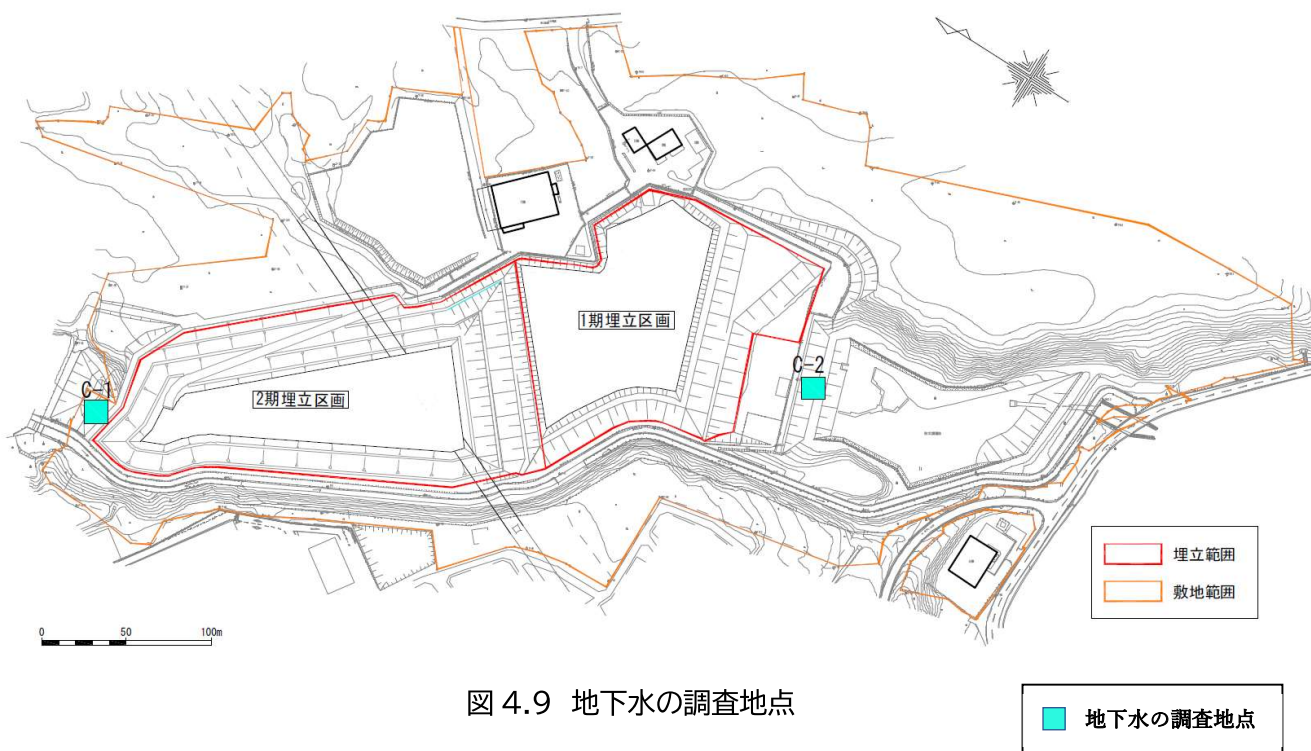 1期埋立区画
C-2
C-1
2期埋立区画
埋立範囲
敷地範囲
0 50 100m
図 4.9 地下水の調査地点
地下水の調査地点